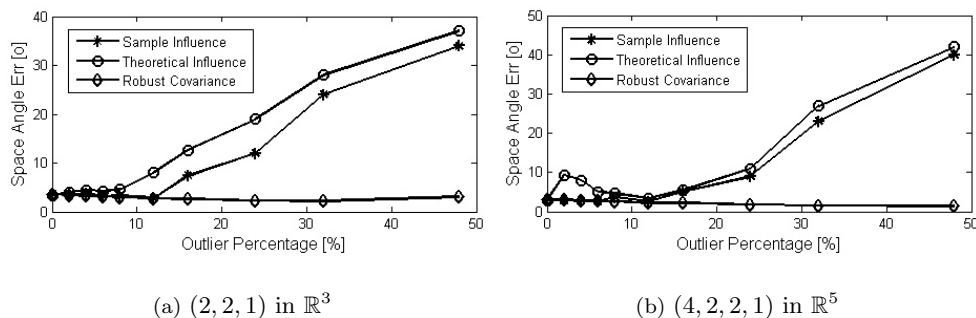 40
30
20
10
0
Space Angle Err [o]
Sample Influence
Theoretical Influence
Robust Covariance
0 10 20 30 40 50
Outlier Percentage [%]
(a) (2, 2, 1) in ℝ³
50
40
30
20
10
0
Space Angle Err [o]
Sample Influence
Theoretical Influence
Robust Covariance
0 10 20 30 40 50
Outlier Percentage [%]
(b) (4, 2, 2, 1) in ℝ⁵